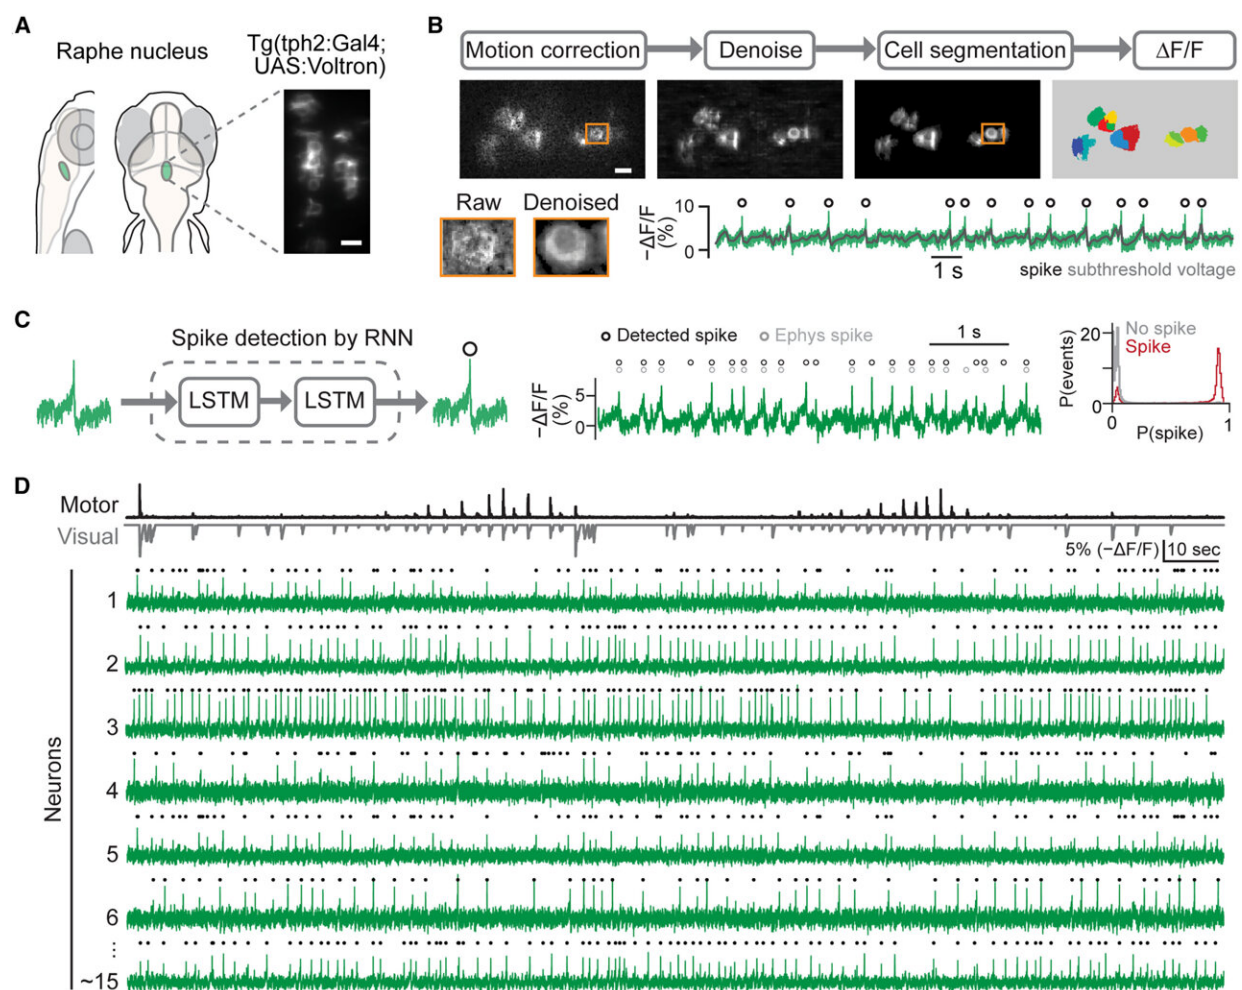 A
Raphe nucleus
Tg(tph2:Gal4;
UAS:Voltron)
B
Motion correction
Denoise
Cell segmentation
ΔF/F
Raw
Denoised
−ΔF/F
(%)
10
0
1 s
spike subthreshold voltage
C
Spike detection by RNN
LSTM
LSTM
Detected spike
Ephys spike
1 s
−ΔF/F
(%)
5
0
P(events)
20
0
No spike
Spike
0
1
P(spike)
D
Motor
Visual
5% (−ΔF/F)
10 sec
Neurons
1
2
3
4
5
6
⋮
~15